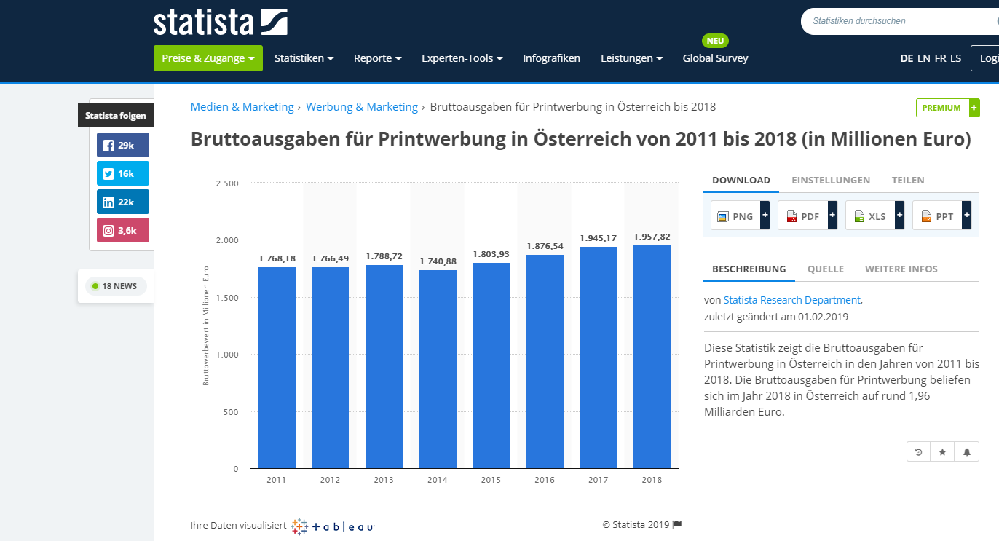 statista
Statistiken durchsuchen
NEU
Preise & Zugänge Statistiken Reporte Experten-Tools Infografiken Leistungen Global Survey DE EN FR ES Logi
Statista folgen
29k
16k
22k
3,6k
18 NEWS
Medien & Marketing › Werbung & Marketing › Bruttoausgaben für Printwerbung in Österreich bis 2018
PREMIUM +
Bruttoausgaben für Printwerbung in Österreich von 2011 bis 2018 (in Millionen Euro)
Bruttowerbewert in Millionen Euro
2.500
2.000
1.500
1.000
500
0
1.768,18 1.766,49 1.788,72 1.740,88 1.803,93 1.876,54 1.945,17 1.957,82
2011 2012 2013 2014 2015 2016 2017 2018
Ihre Daten visualisiert + a b l e a u
© Statista 2019
DOWNLOAD EINSTELLUNGEN TEILEN
PNG + PDF + XLS + PPT +
BESCHREIBUNG QUELLE WEITERE INFOS
von Statista Research Department,
zuletzt geändert am 01.02.2019
Diese Statistik zeigt die Bruttoausgaben für
Printwerbung in Österreich in den Jahren von 2011 bis
2018. Die Bruttoausgaben für Printwerbung beliefen
sich im Jahr 2018 in Österreich auf rund 1,96
Milliarden Euro.